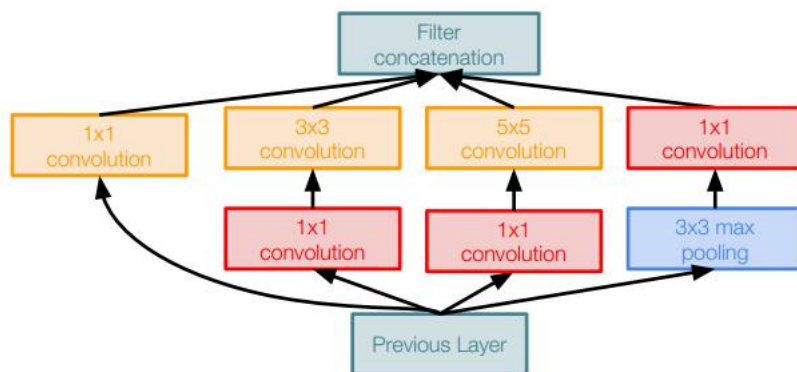 Filter
concatenation
1x1
convolution
3x3
convolution
5x5
convolution
1x1
convolution
1x1
convolution
1x1
convolution
3x3 max
pooling
Previous Layer